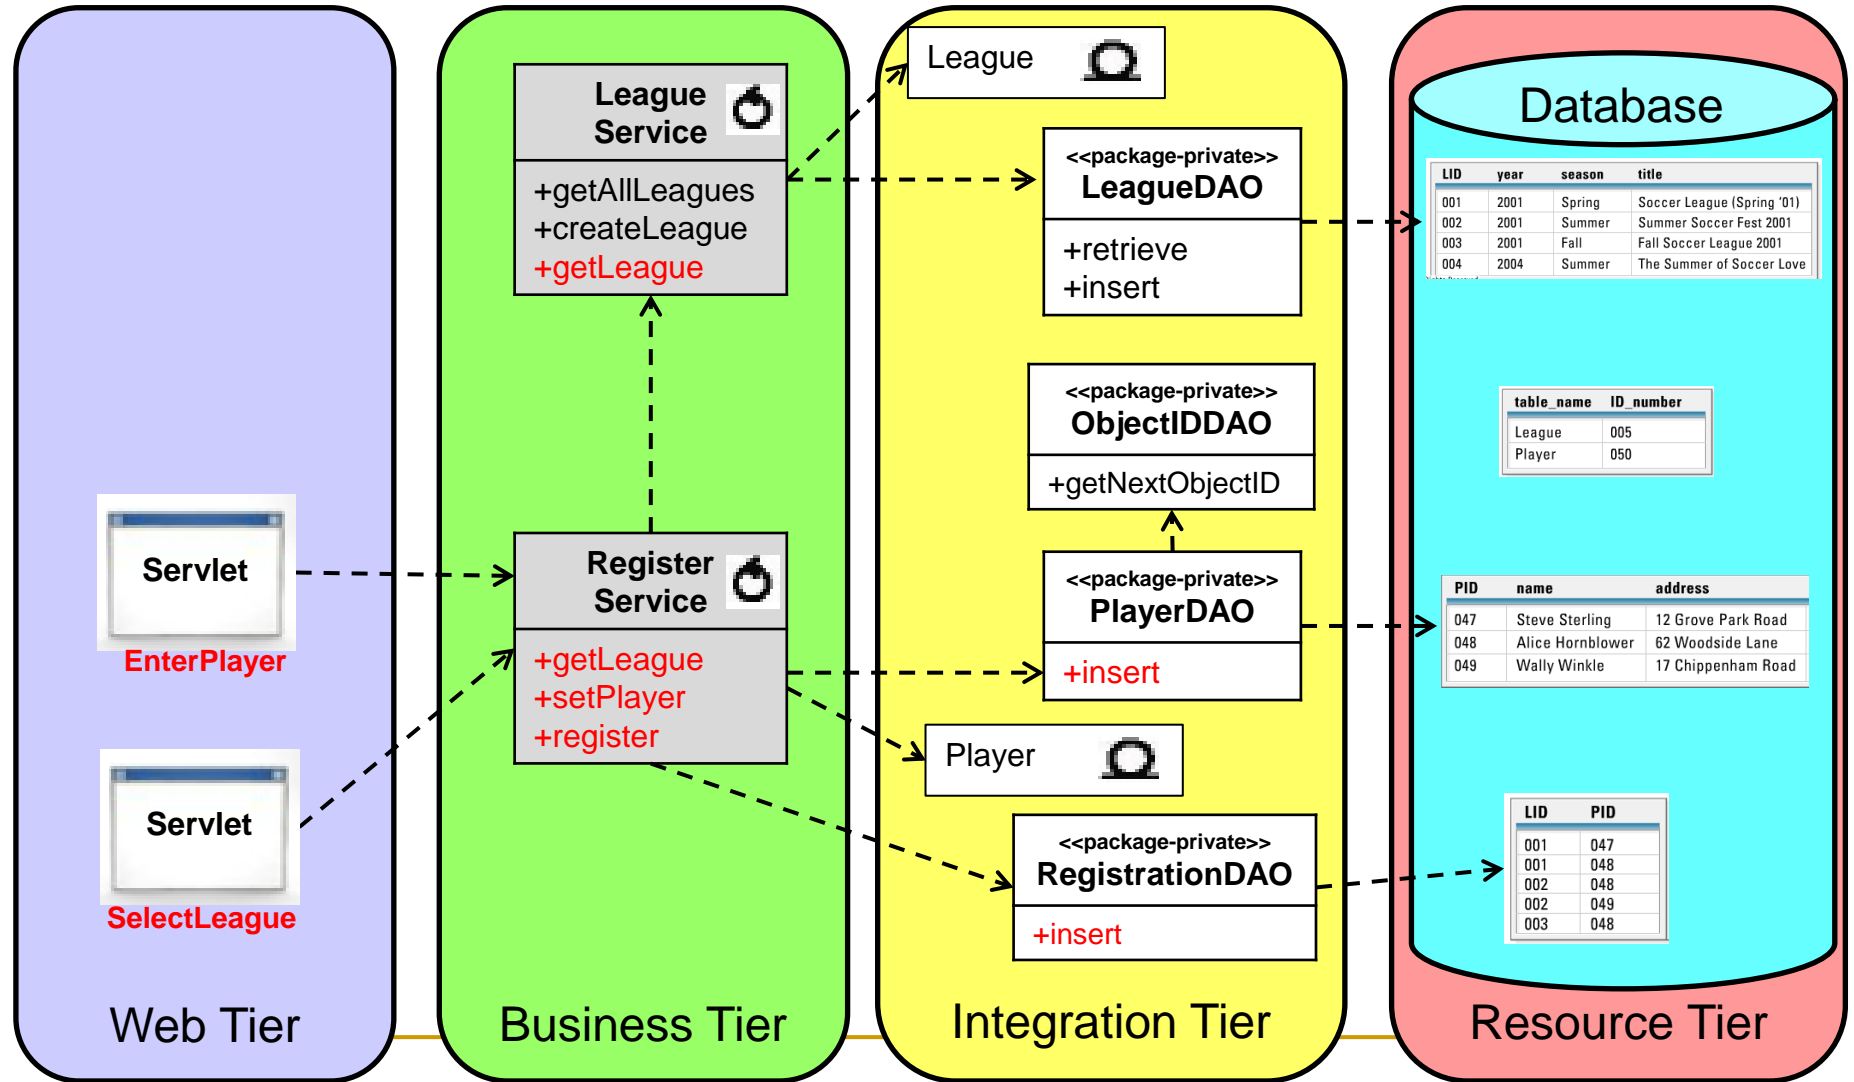 Servlet
EnterPlayer
Servlet
SelectLeague
Web Tier
League
Service
+getAllLeagues
+createLeague
+getLeague
Register
Service
+getLeague
+setPlayer
+register
Business Tier
League
<<package-private>>
LeagueDAO
+retrieve
+insert
<<package-private>>
ObjectIDDAO
+getNextObjectID
<<package-private>>
PlayerDAO
+insert
Player
<<package-private>>
RegistrationDAO
+insert
Integration Tier
Database
LID year season title
001 2001 Spring Soccer League (Spring '01)
002 2001 Summer Summer Soccer Fest 2001
003 2001 Fall Fall Soccer League 2001
004 2004 Summer The Summer of Soccer Love
table_name ID_number
League 005
Player 050
PID name address
047 Steve Sterling 12 Grove Park Road
048 Alice Hornblower 62 Woodside Lane
049 Wally Winkle 17 Chippenham Road
LID PID
001 047
001 048
002 048
002 049
003 048
Resource Tier